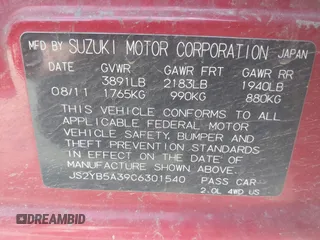 MFD BY SUZUKI MOTOR CORPORATION JAPAN
DATE GVWR GAWR FRT GAWR RR
3891LB 2183LB 1940LB
08/11 1765KG 990KG 880KG
THIS VEHICLE CONFORMS TO ALL
APPLICABLE FEDERAL MOTOR
VEHICLE SAFETY, BUMPER AND
THEFT PREVENTION STANDARDS
IN EFFECT ON THE DATE OF
MANUFACTURE SHOWN ABOVE.
JS2YB5A39C6301540 PASS CAR
2.0L 4WD US
DREAMBID